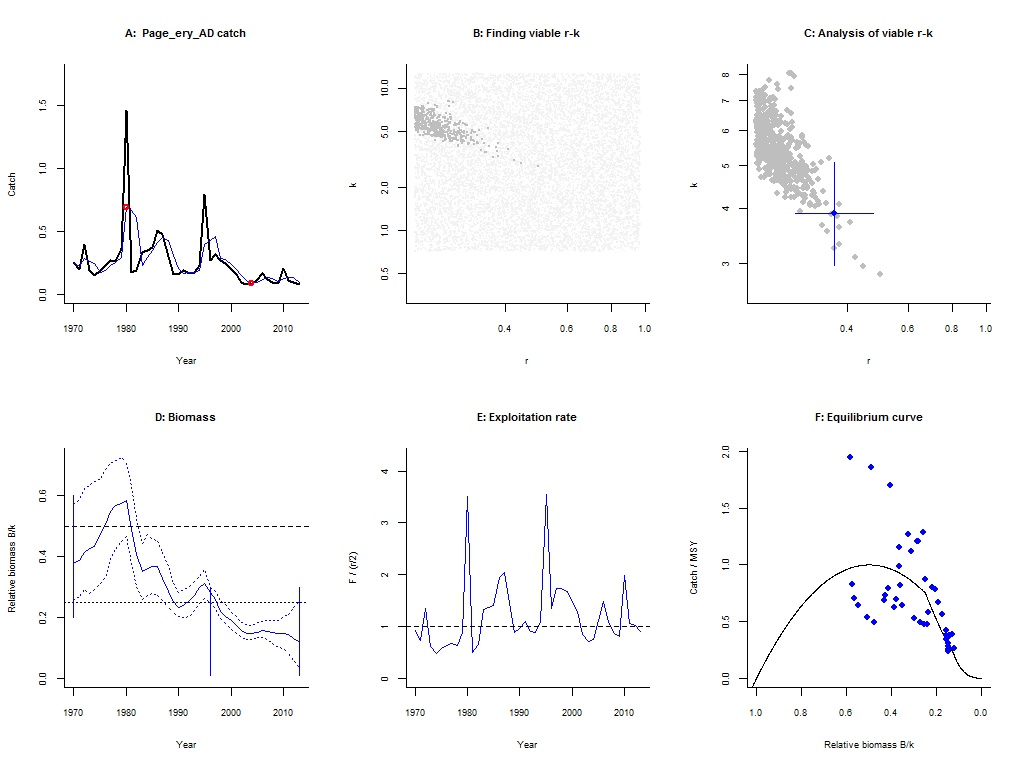 A:  Page_ery_AD catch
B: Finding viable r-k
C: Analysis of viable r-k
Catch
0.0 0.5 1.0 1.5
1970 1980 1990 2000 2010
Year
k
0.5 1.0 2.0 5.0 10.0
0.4 0.6 0.8 1.0
r
k
3 4 5 6 7 8
0.4 0.6 0.8 1.0
r
D: Biomass
E: Exploitation rate
F: Equilibrium curve
Relative biomass B/k
0.0 0.2 0.4 0.6
1970 1980 1990 2000 2010
Year
F / (r/2)
0 1 2 3 4
1970 1980 1990 2000 2010
Year
Catch / MSY
0.0 0.5 1.0 1.5 2.0
1.0 0.8 0.6 0.4 0.2 0.0
Relative biomass B/k